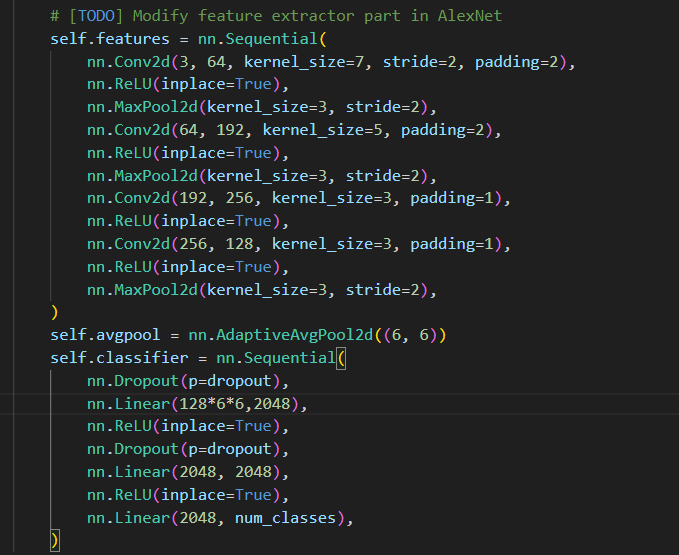 # [TODO] Modify feature extractor part in AlexNet
self.features = nn.Sequential(
nn.Conv2d(3, 64, kernel_size=7, stride=2, padding=2),
nn.ReLU(inplace=True),
nn.MaxPool2d(kernel_size=3, stride=2),
nn.Conv2d(64, 192, kernel_size=5, padding=2),
nn.ReLU(inplace=True),
nn.MaxPool2d(kernel_size=3, stride=2),
nn.Conv2d(192, 256, kernel_size=3, padding=1),
nn.ReLU(inplace=True),
nn.Conv2d(256, 128, kernel_size=3, padding=1),
nn.ReLU(inplace=True),
nn.MaxPool2d(kernel_size=3, stride=2),
)
self.avgpool = nn.AdaptiveAvgPool2d((6, 6))
self.classifier = nn.Sequential(
nn.Dropout(p=dropout),
nn.Linear(128*6*6,2048),
nn.ReLU(inplace=True),
nn.Dropout(p=dropout),
nn.Linear(2048, 2048),
nn.ReLU(inplace=True),
nn.Linear(2048, num_classes),
)